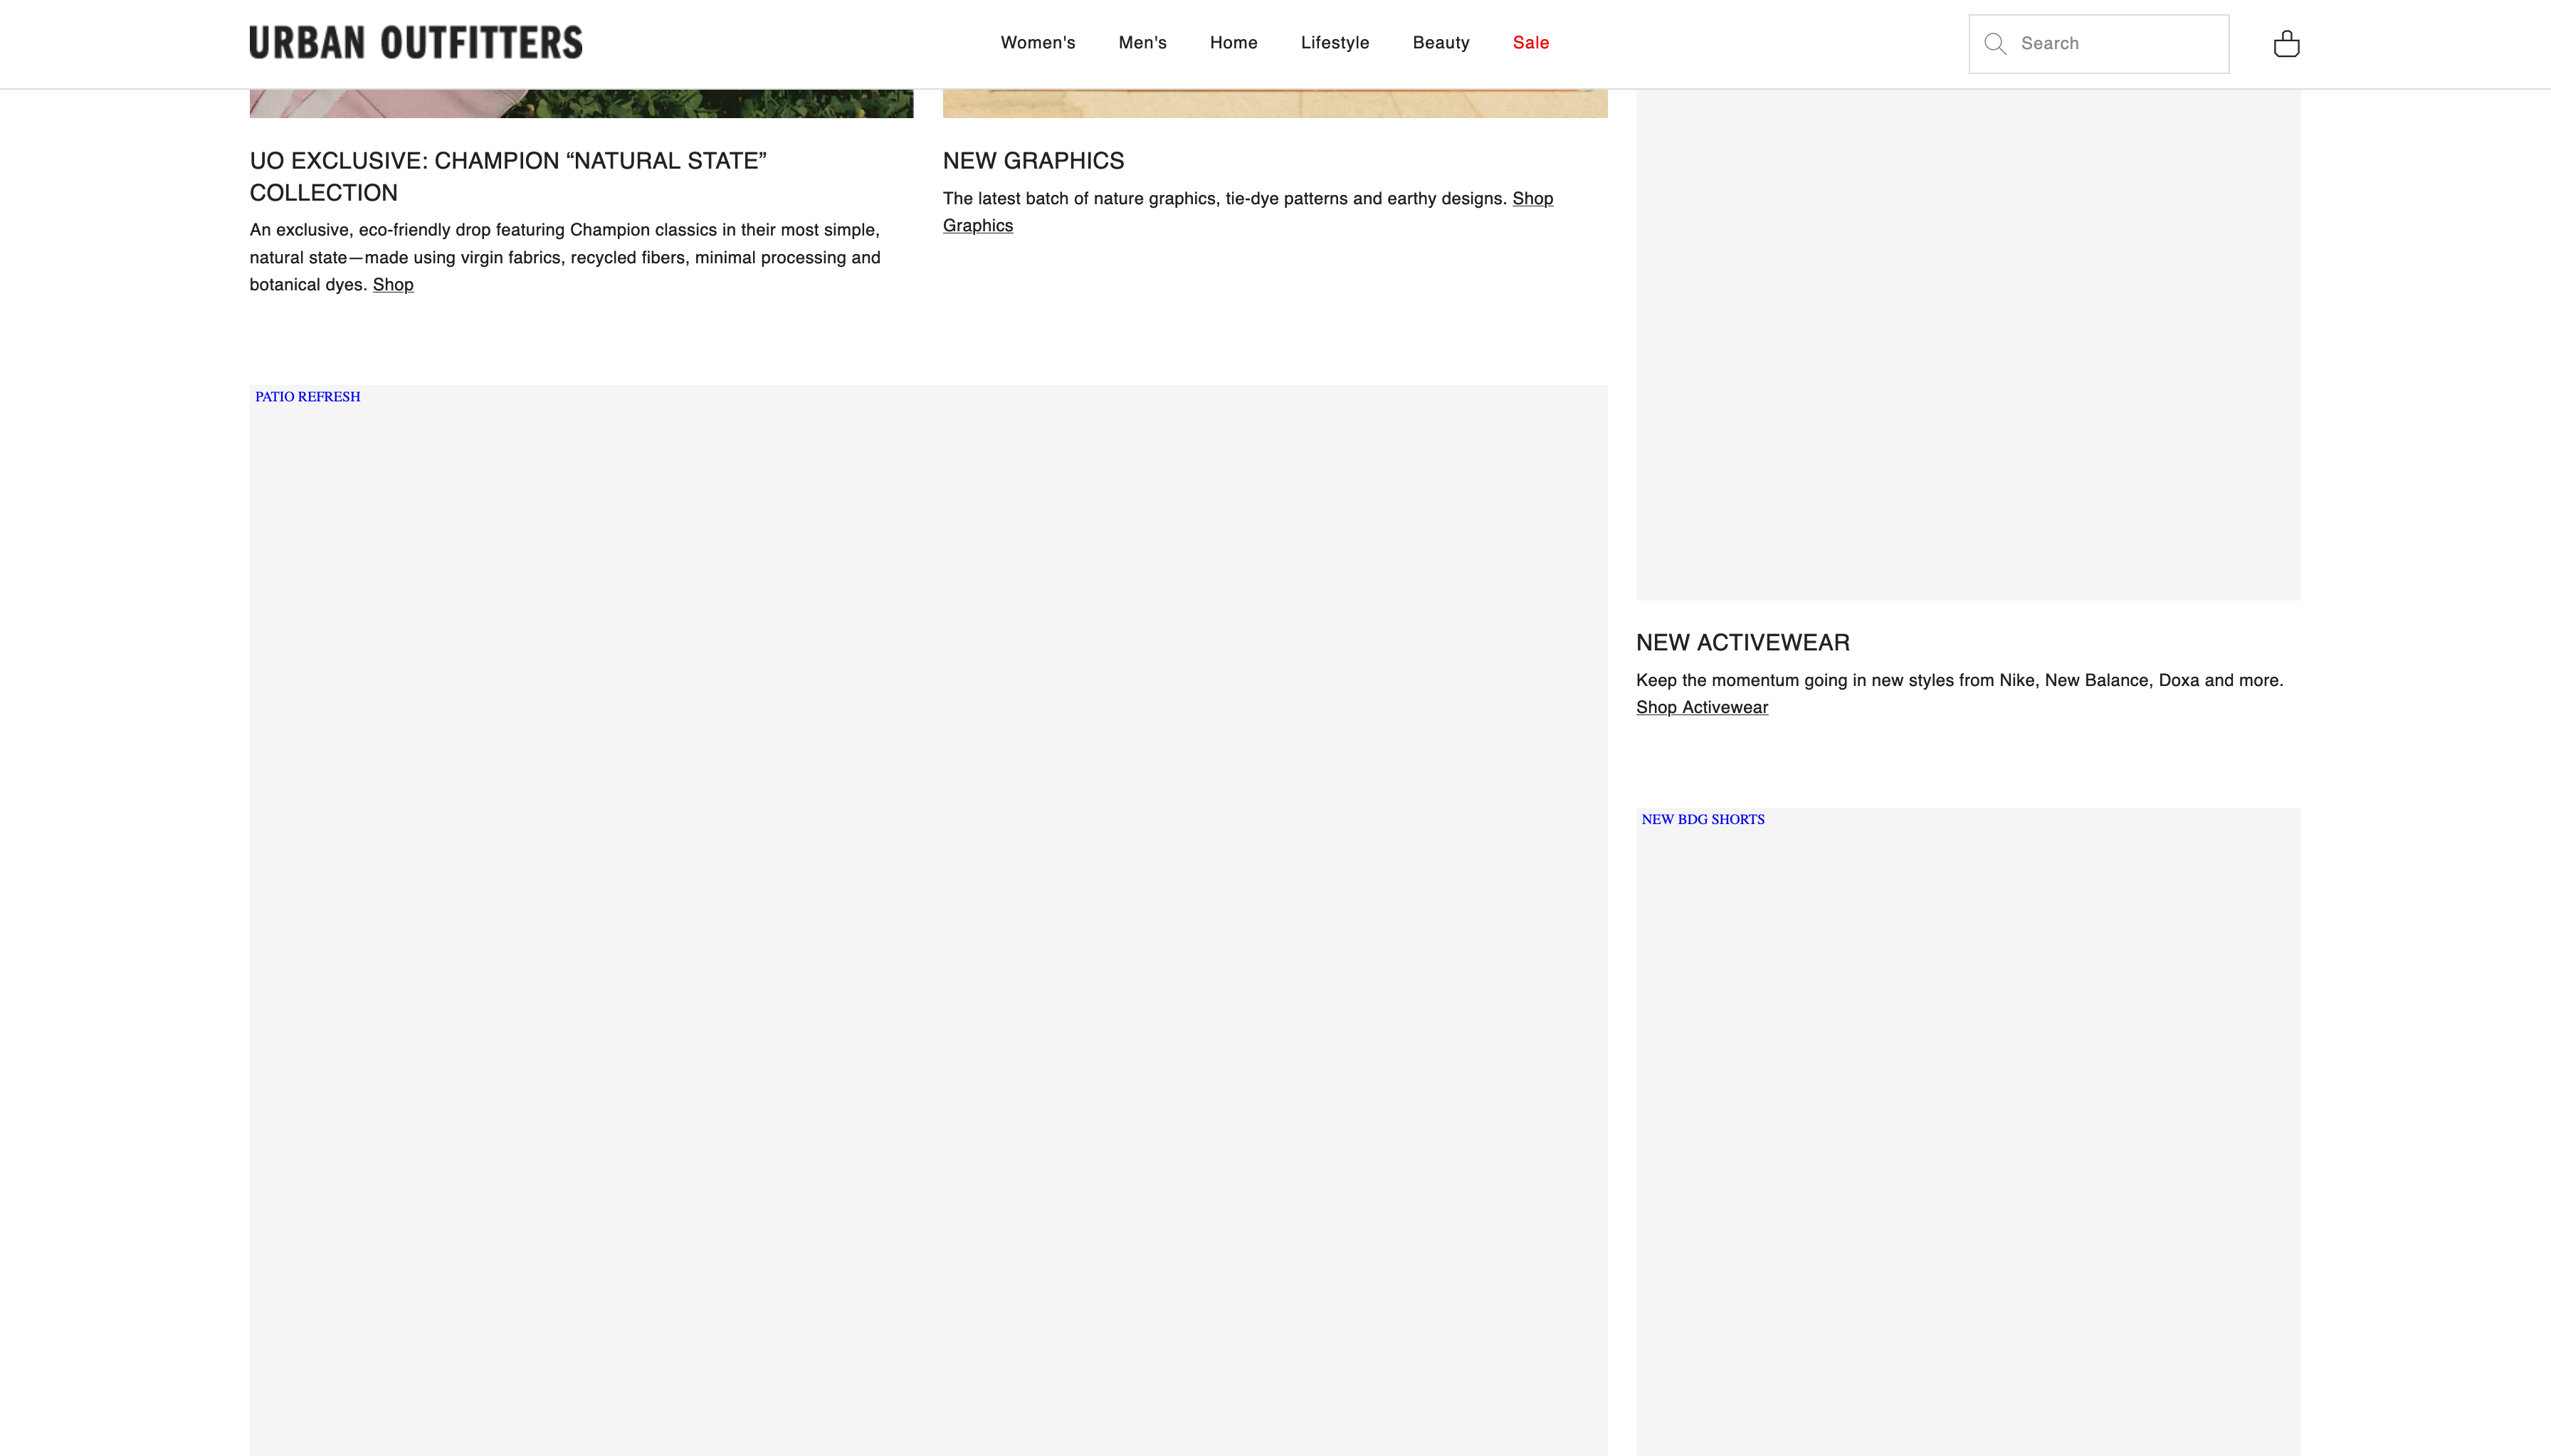 URBAN OUTFITTERS
Women's
Men's
Home
Lifestyle
Beauty
Sale
Search
UO EXCLUSIVE: CHAMPION “NATURAL STATE”
COLLECTION
An exclusive, eco-friendly drop featuring Champion classics in their most simple,
natural state—made using virgin fabrics, recycled fibers, minimal processing and
botanical dyes. Shop
NEW GRAPHICS
The latest batch of nature graphics, tie-dye patterns and earthy designs. Shop
Graphics
PATIO REFRESH
NEW ACTIVEWEAR
Keep the momentum going in new styles from Nike, New Balance, Doxa and more.
Shop Activewear
NEW BDG SHORTS